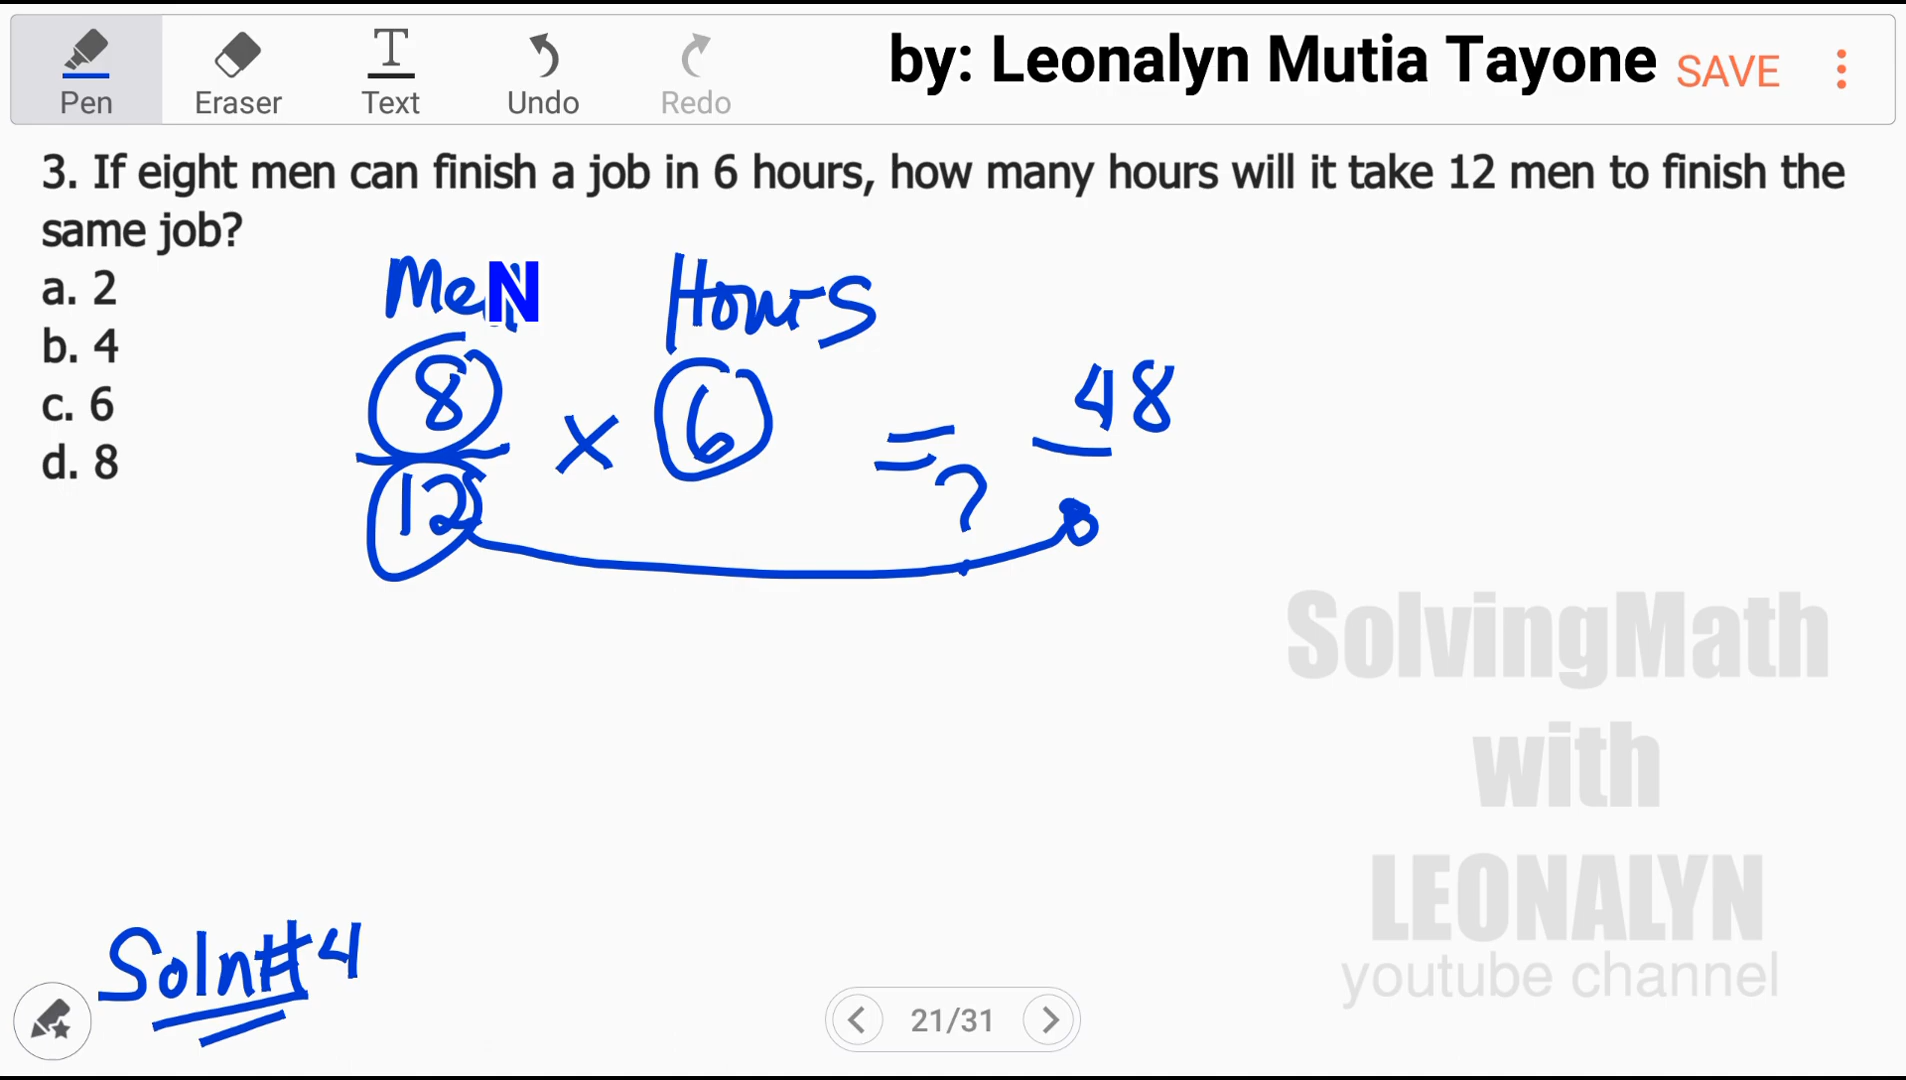 Pen Eraser Text Undo Redo by: Leonalyn Mutia Tayone SAVE
3. If eight men can finish a job in 6 hours, how many hours will it take 12 men to finish the
same job?
a. 2
b. 4
c. 6
d. 8
MeN Hours
8 × 6 = 48
12 ?
SolvingMath
with
LEONALYN
youtube channel
Soln#4
21/31